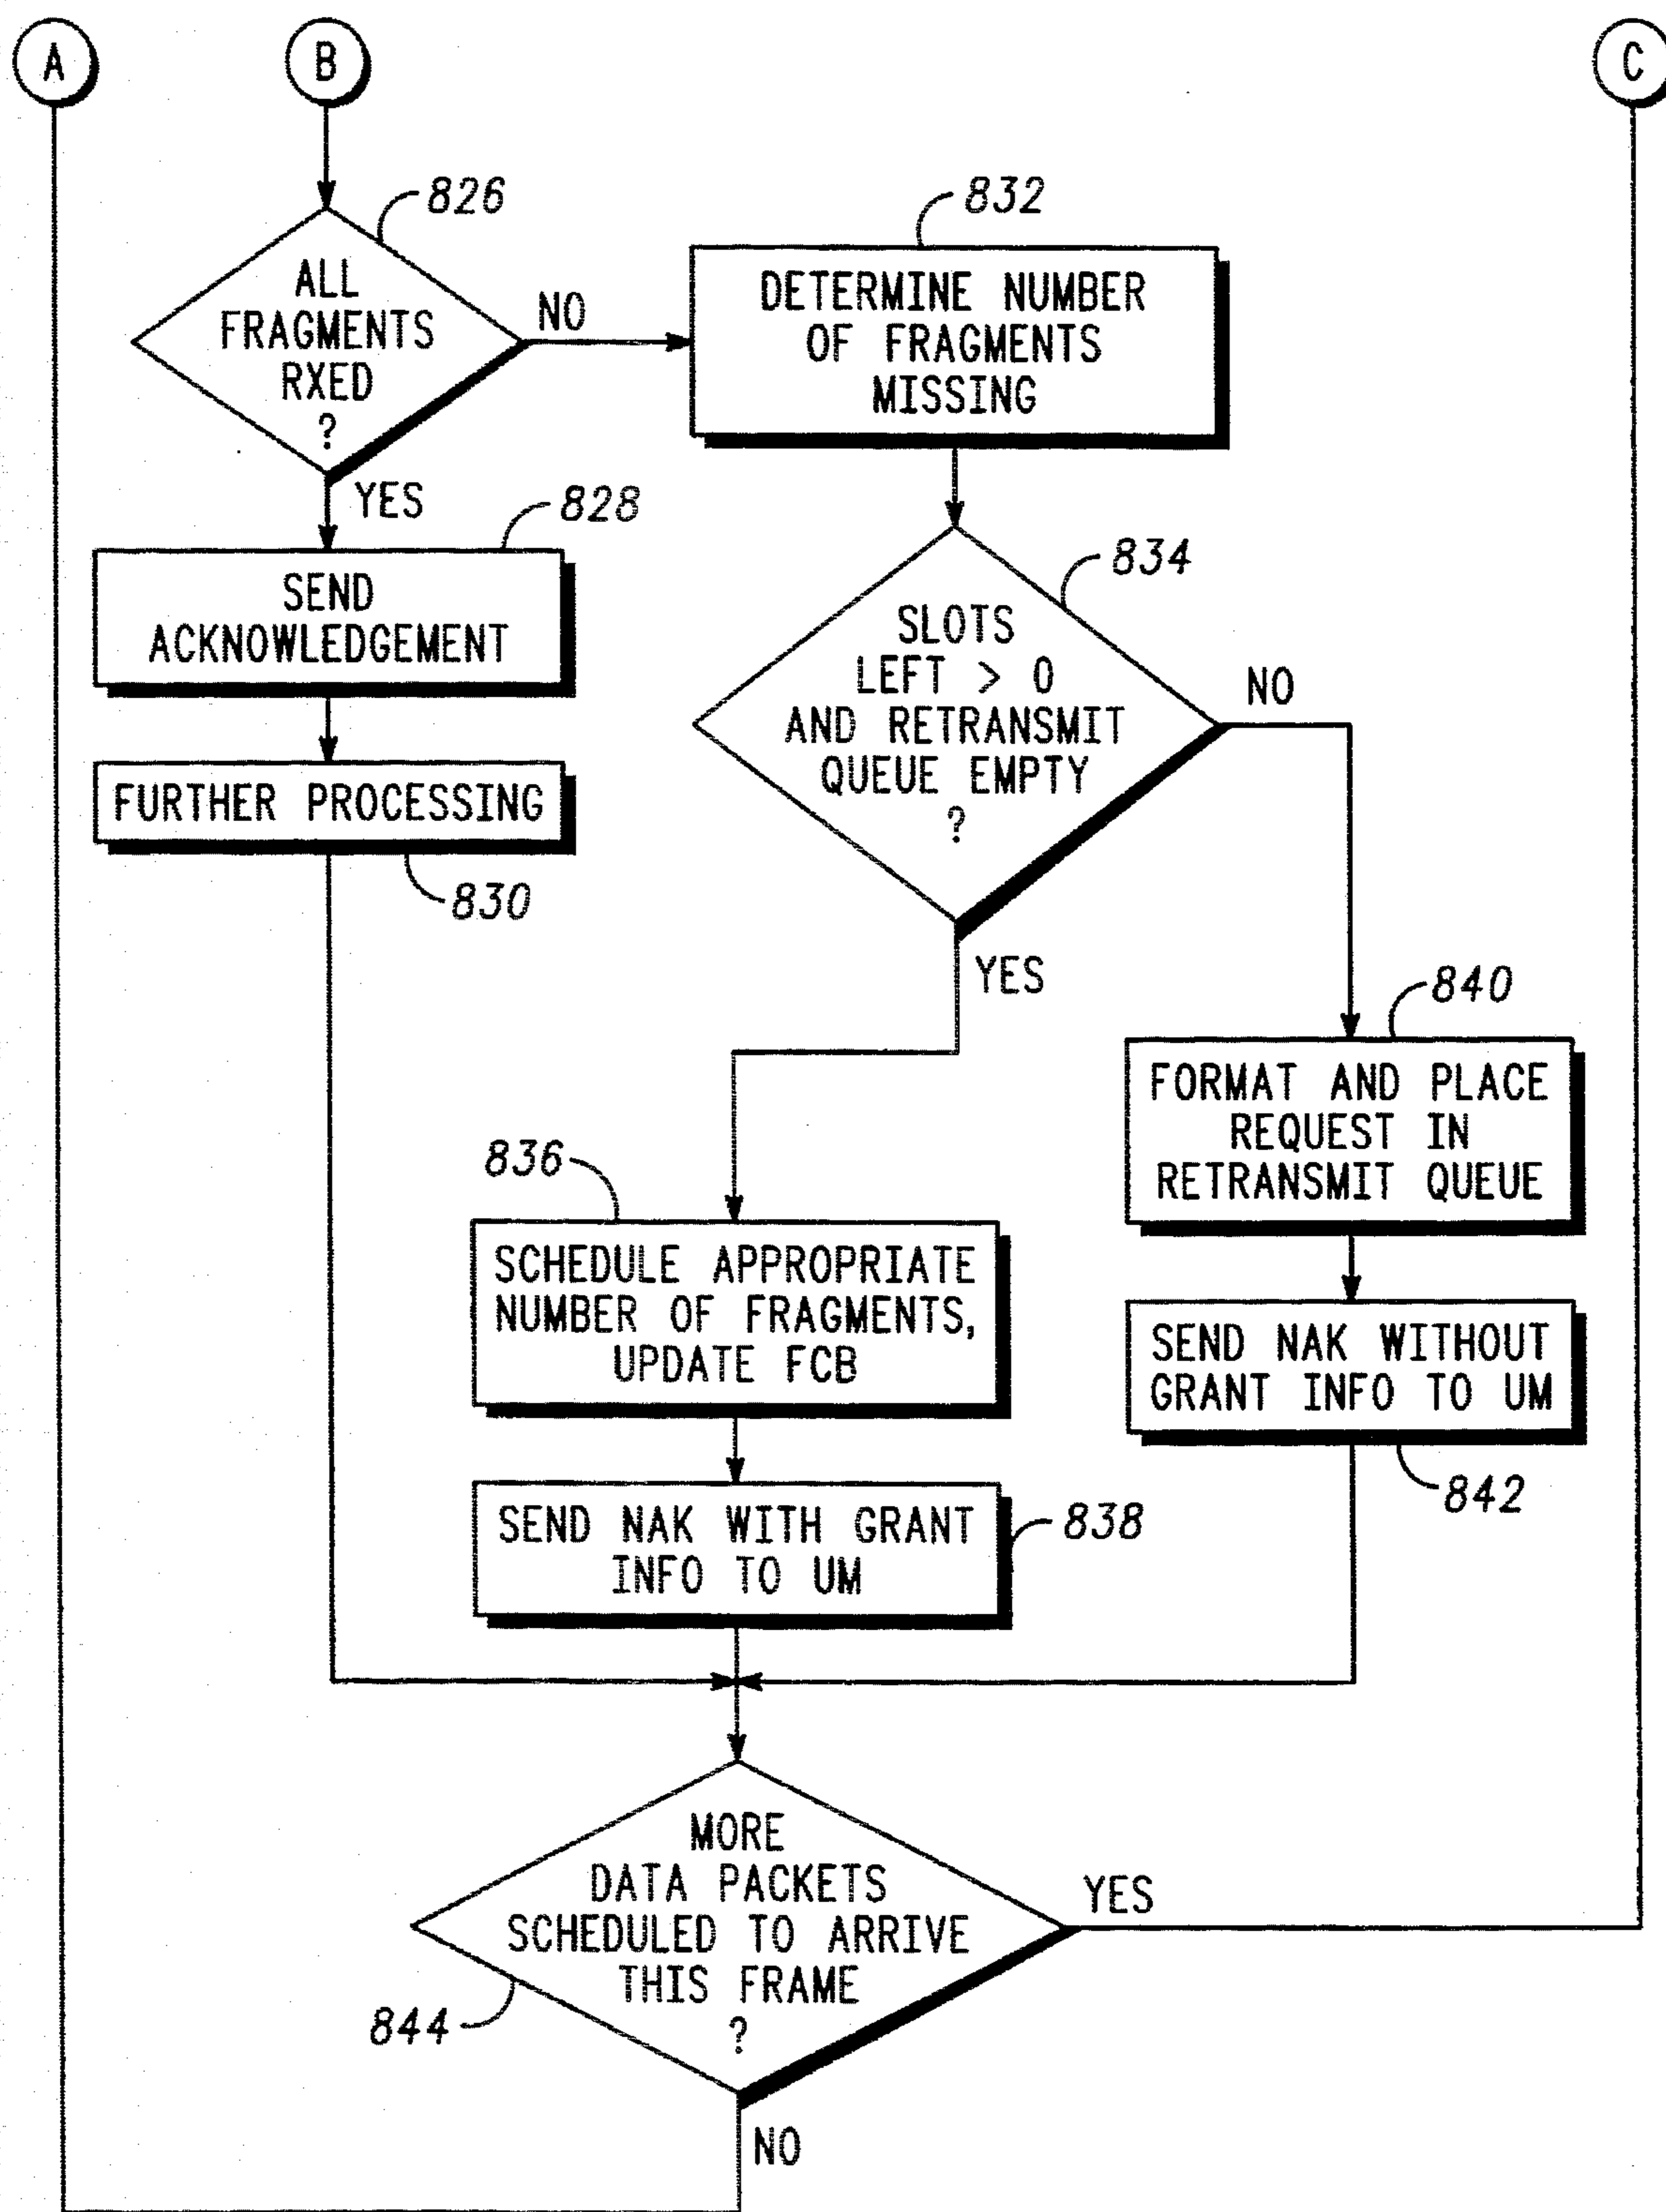 A
B
C
826
ALL
FRAGMENTS
RXED
?
NO
YES
832
DETERMINE NUMBER
OF FRAGMENTS
MISSING
828
SEND
ACKNOWLEDGEMENT
FURTHER PROCESSING
830
834
SLOTS
LEFT > 0
AND RETRANSMIT
QUEUE EMPTY
?
NO
YES
840
FORMAT AND PLACE
REQUEST IN
RETRANSMIT QUEUE
836
SCHEDULE APPROPRIATE
NUMBER OF FRAGMENTS,
UPDATE FCB
SEND NAK WITHOUT
GRANT INFO TO UM
842
SEND NAK WITH GRANT
INFO TO UM
838
MORE
DATA PACKETS
SCHEDULED TO ARRIVE
THIS FRAME
?
YES
844
NO